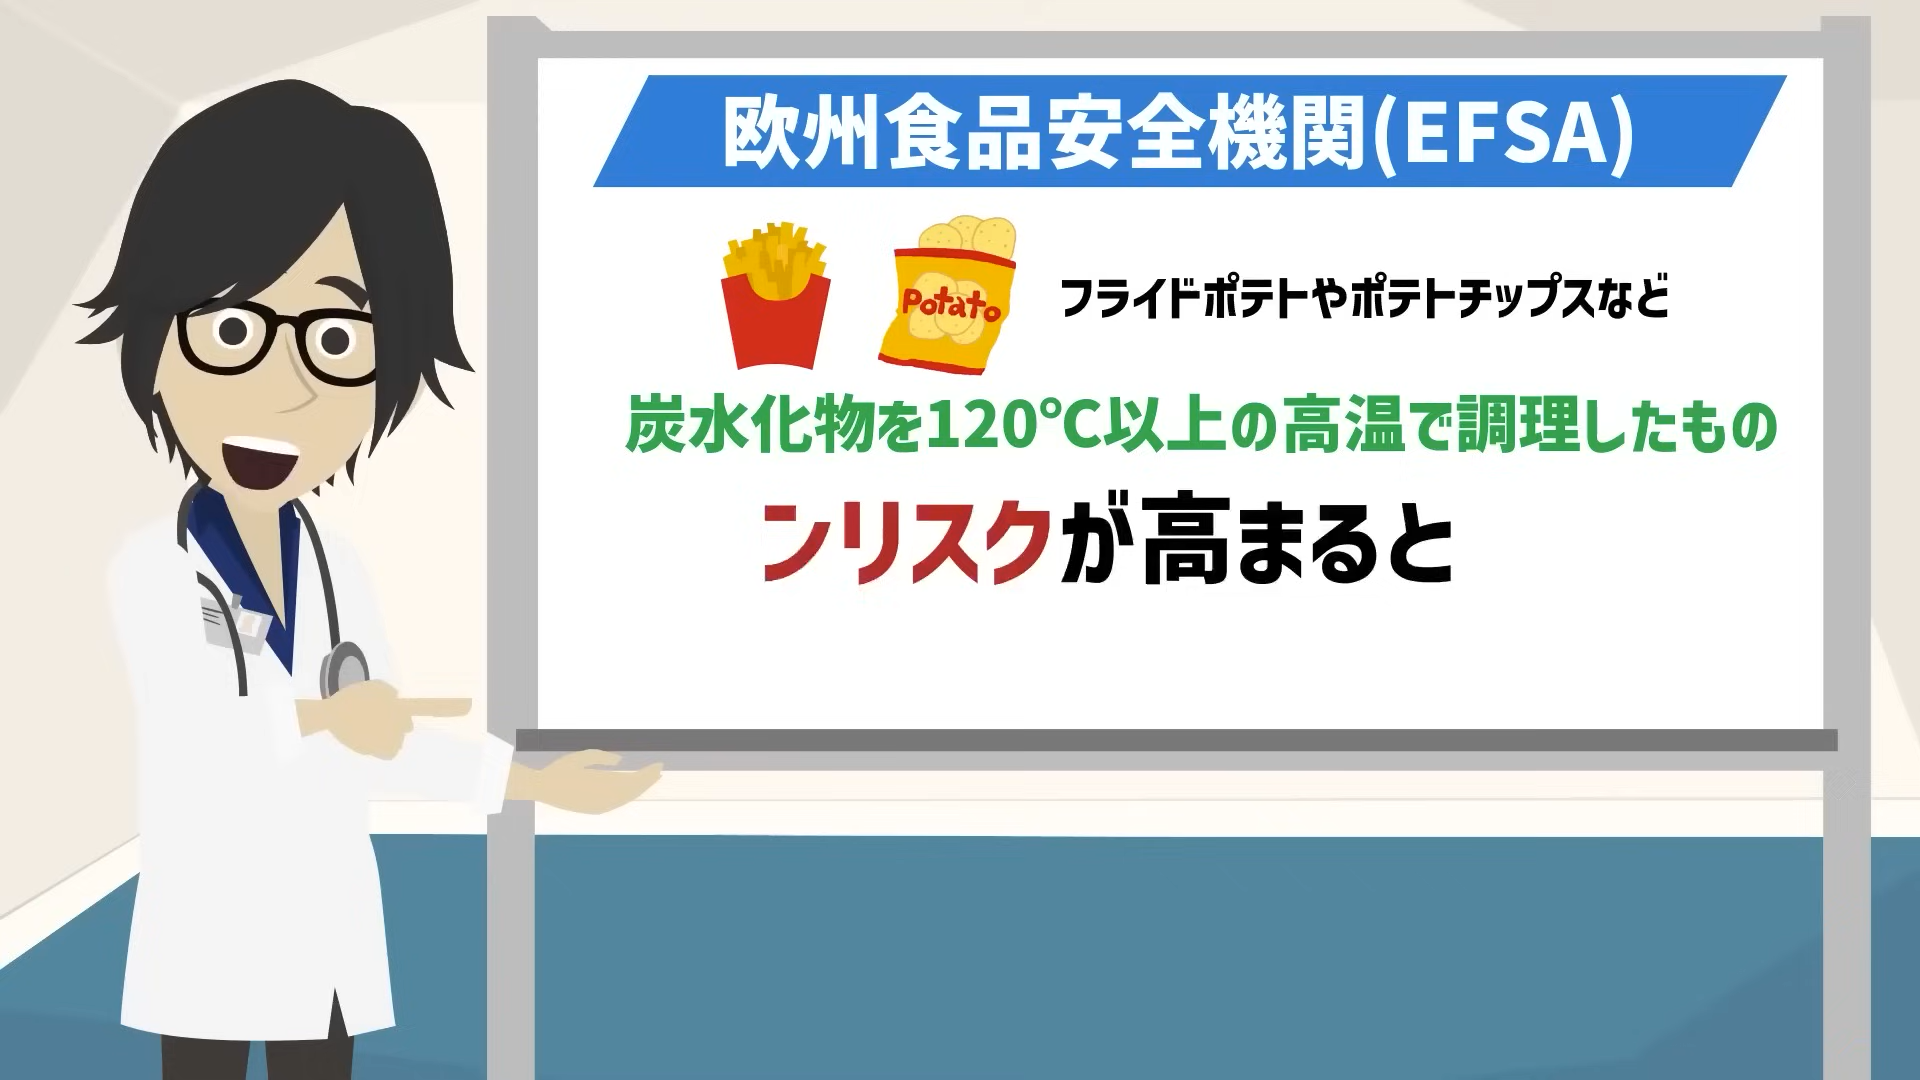 欧州食品安全機関(EFSA)
Potato
フライドポテトやポテトチップスなど
炭水化物を120℃以上の高温で調理したもの
ンリスクが高まると